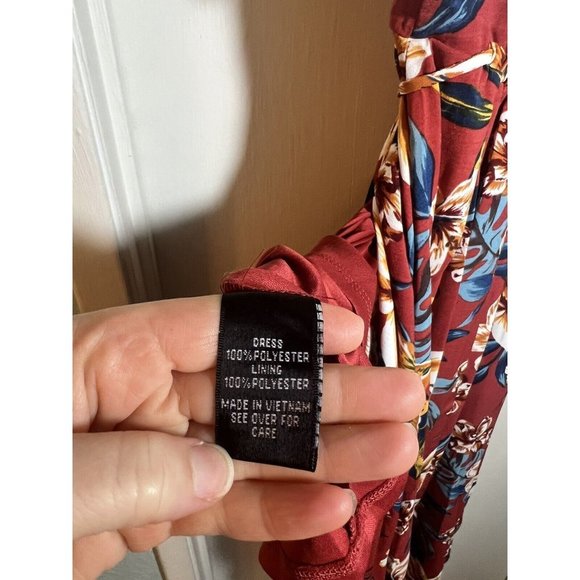 DRESS
100% POLYESTER
LINING
100% POLYESTER
MADE IN VIETNAM
SEE OVER FOR
CARE